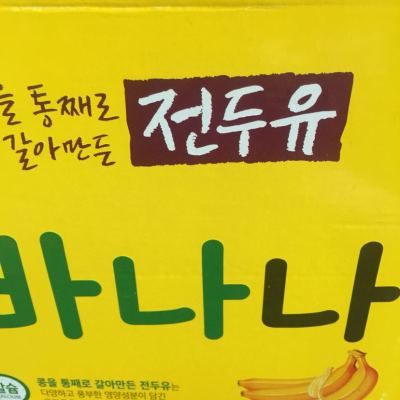 통째로
갈아만든
전두유
바나나
칼슘
콩을 통째로 갈아만든 전두유는
다양하고 풍부한 영양성분이 담긴